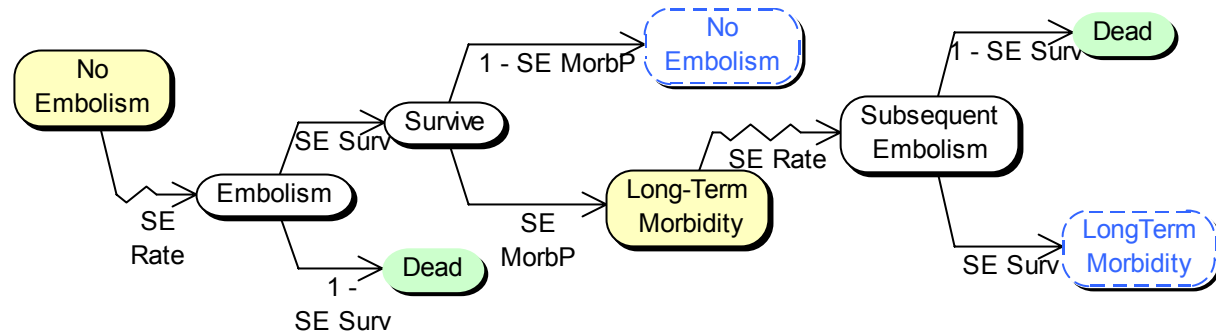 No
Embolism
SE
Rate
Embolism
SE Surv
1 -
SE Surv
Dead
Survive
1 - SE MorbP
No
Embolism
SE
MorbP
Long-Term
Morbidity
SE Rate
Subsequent
Embolism
1 - SE Surv
Dead
SE Surv
LongTerm
Morbidity